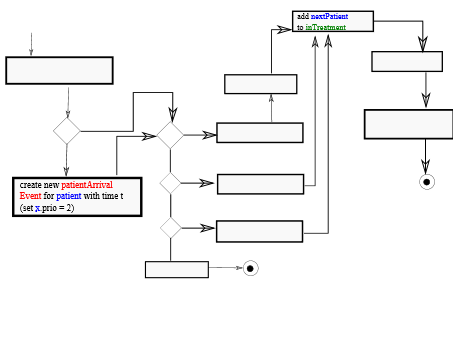 add nextPatient
to inTreatment
create new patientArrival
Event for patient with time t
(set x.prio = 2)